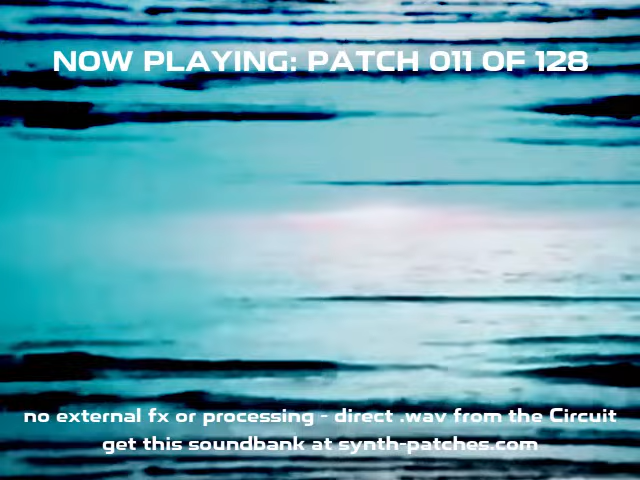 NOW PLAYING: PATCH 011 OF 128
no external fx or processing - direct .wav from the Circuit
get this soundbank at synth-patches.com